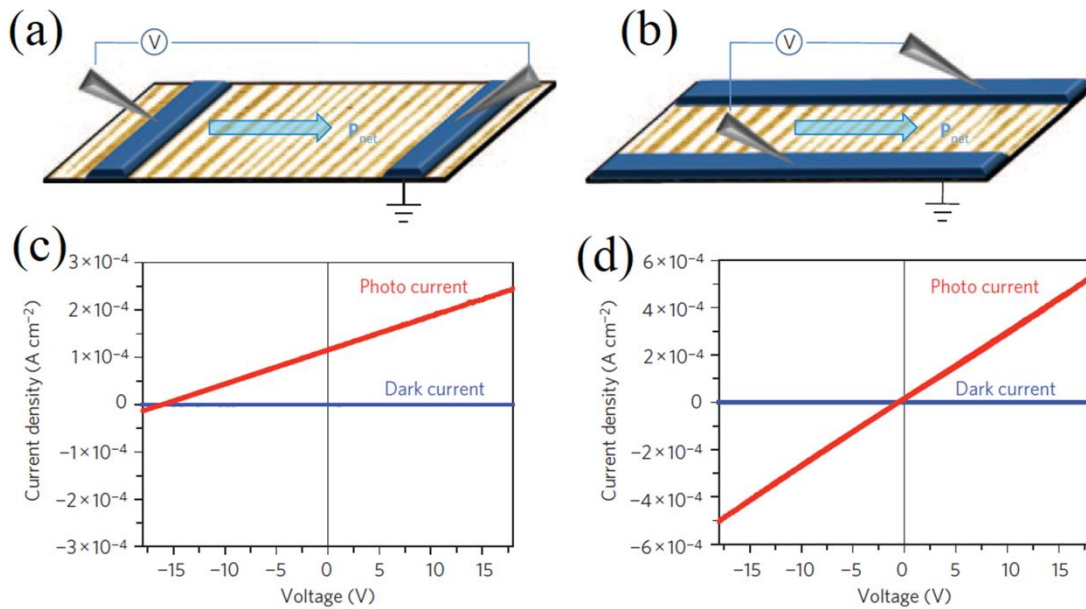 (a)
V
P net
(b)
V
P net
(c)
3×10⁻⁴
2×10⁻⁴
1×10⁻⁴
0
−1×10⁻⁴
−2×10⁻⁴
−3×10⁻⁴
Current density (A cm⁻²)
Photo current
Dark current
−15 −10 −5 0 5 10 15
Voltage (V)
(d)
6×10⁻⁴
4×10⁻⁴
2×10⁻⁴
0
−2×10⁻⁴
−4×10⁻⁴
−6×10⁻⁴
Current density (A cm⁻²)
Photo current
Dark current
−15 −10 −5 0 5 10 15
Voltage (V)